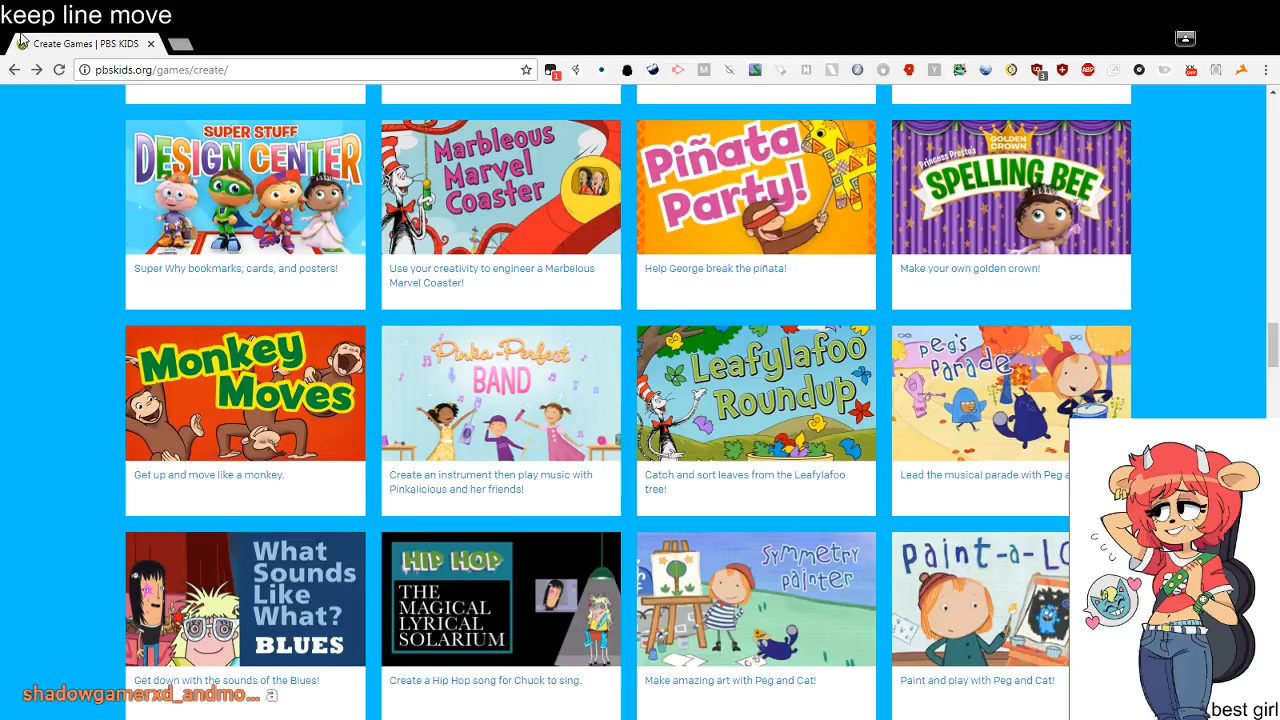 keep line move
Create Games | PBS KIDS
pbskids.org/games/create/
SUPER STUFF
DESIGN CENTER
Super Why bookmarks, cards, and posters!
Marbleous
Marvel
Coaster
Use your creativity to engineer a Marbelous
Marvel Coaster!
Piñata
Party!
Help George break the piñata!
GOLDEN
CROWN
Princess Presto's
SPELLING BEE
Make your own golden crown!
Monkey
Moves
Get up and move like a monkey.
Pinka-Perfect
BAND
Create an instrument then play music with
Pinkalicious and her friends!
Leafylafoo
Roundup
Catch and sort leaves from the Leafylafoo
tree!
Peg's
Parade
Lead the musical parade with Peg a
What
Sounds
Like
What?
BLUES
Get down with the sounds of the Blues!
HIP HOP
THE
MAGICAL
LYRICAL
SOLARIUM
Create a Hip Hop song for Chuck to sing.
Symmetry
painter
Make amazing art with Peg and Cat!
paint-a-lo
Paint and play with Peg and Cat!
shadowgamerxd_andmo... a
best girl